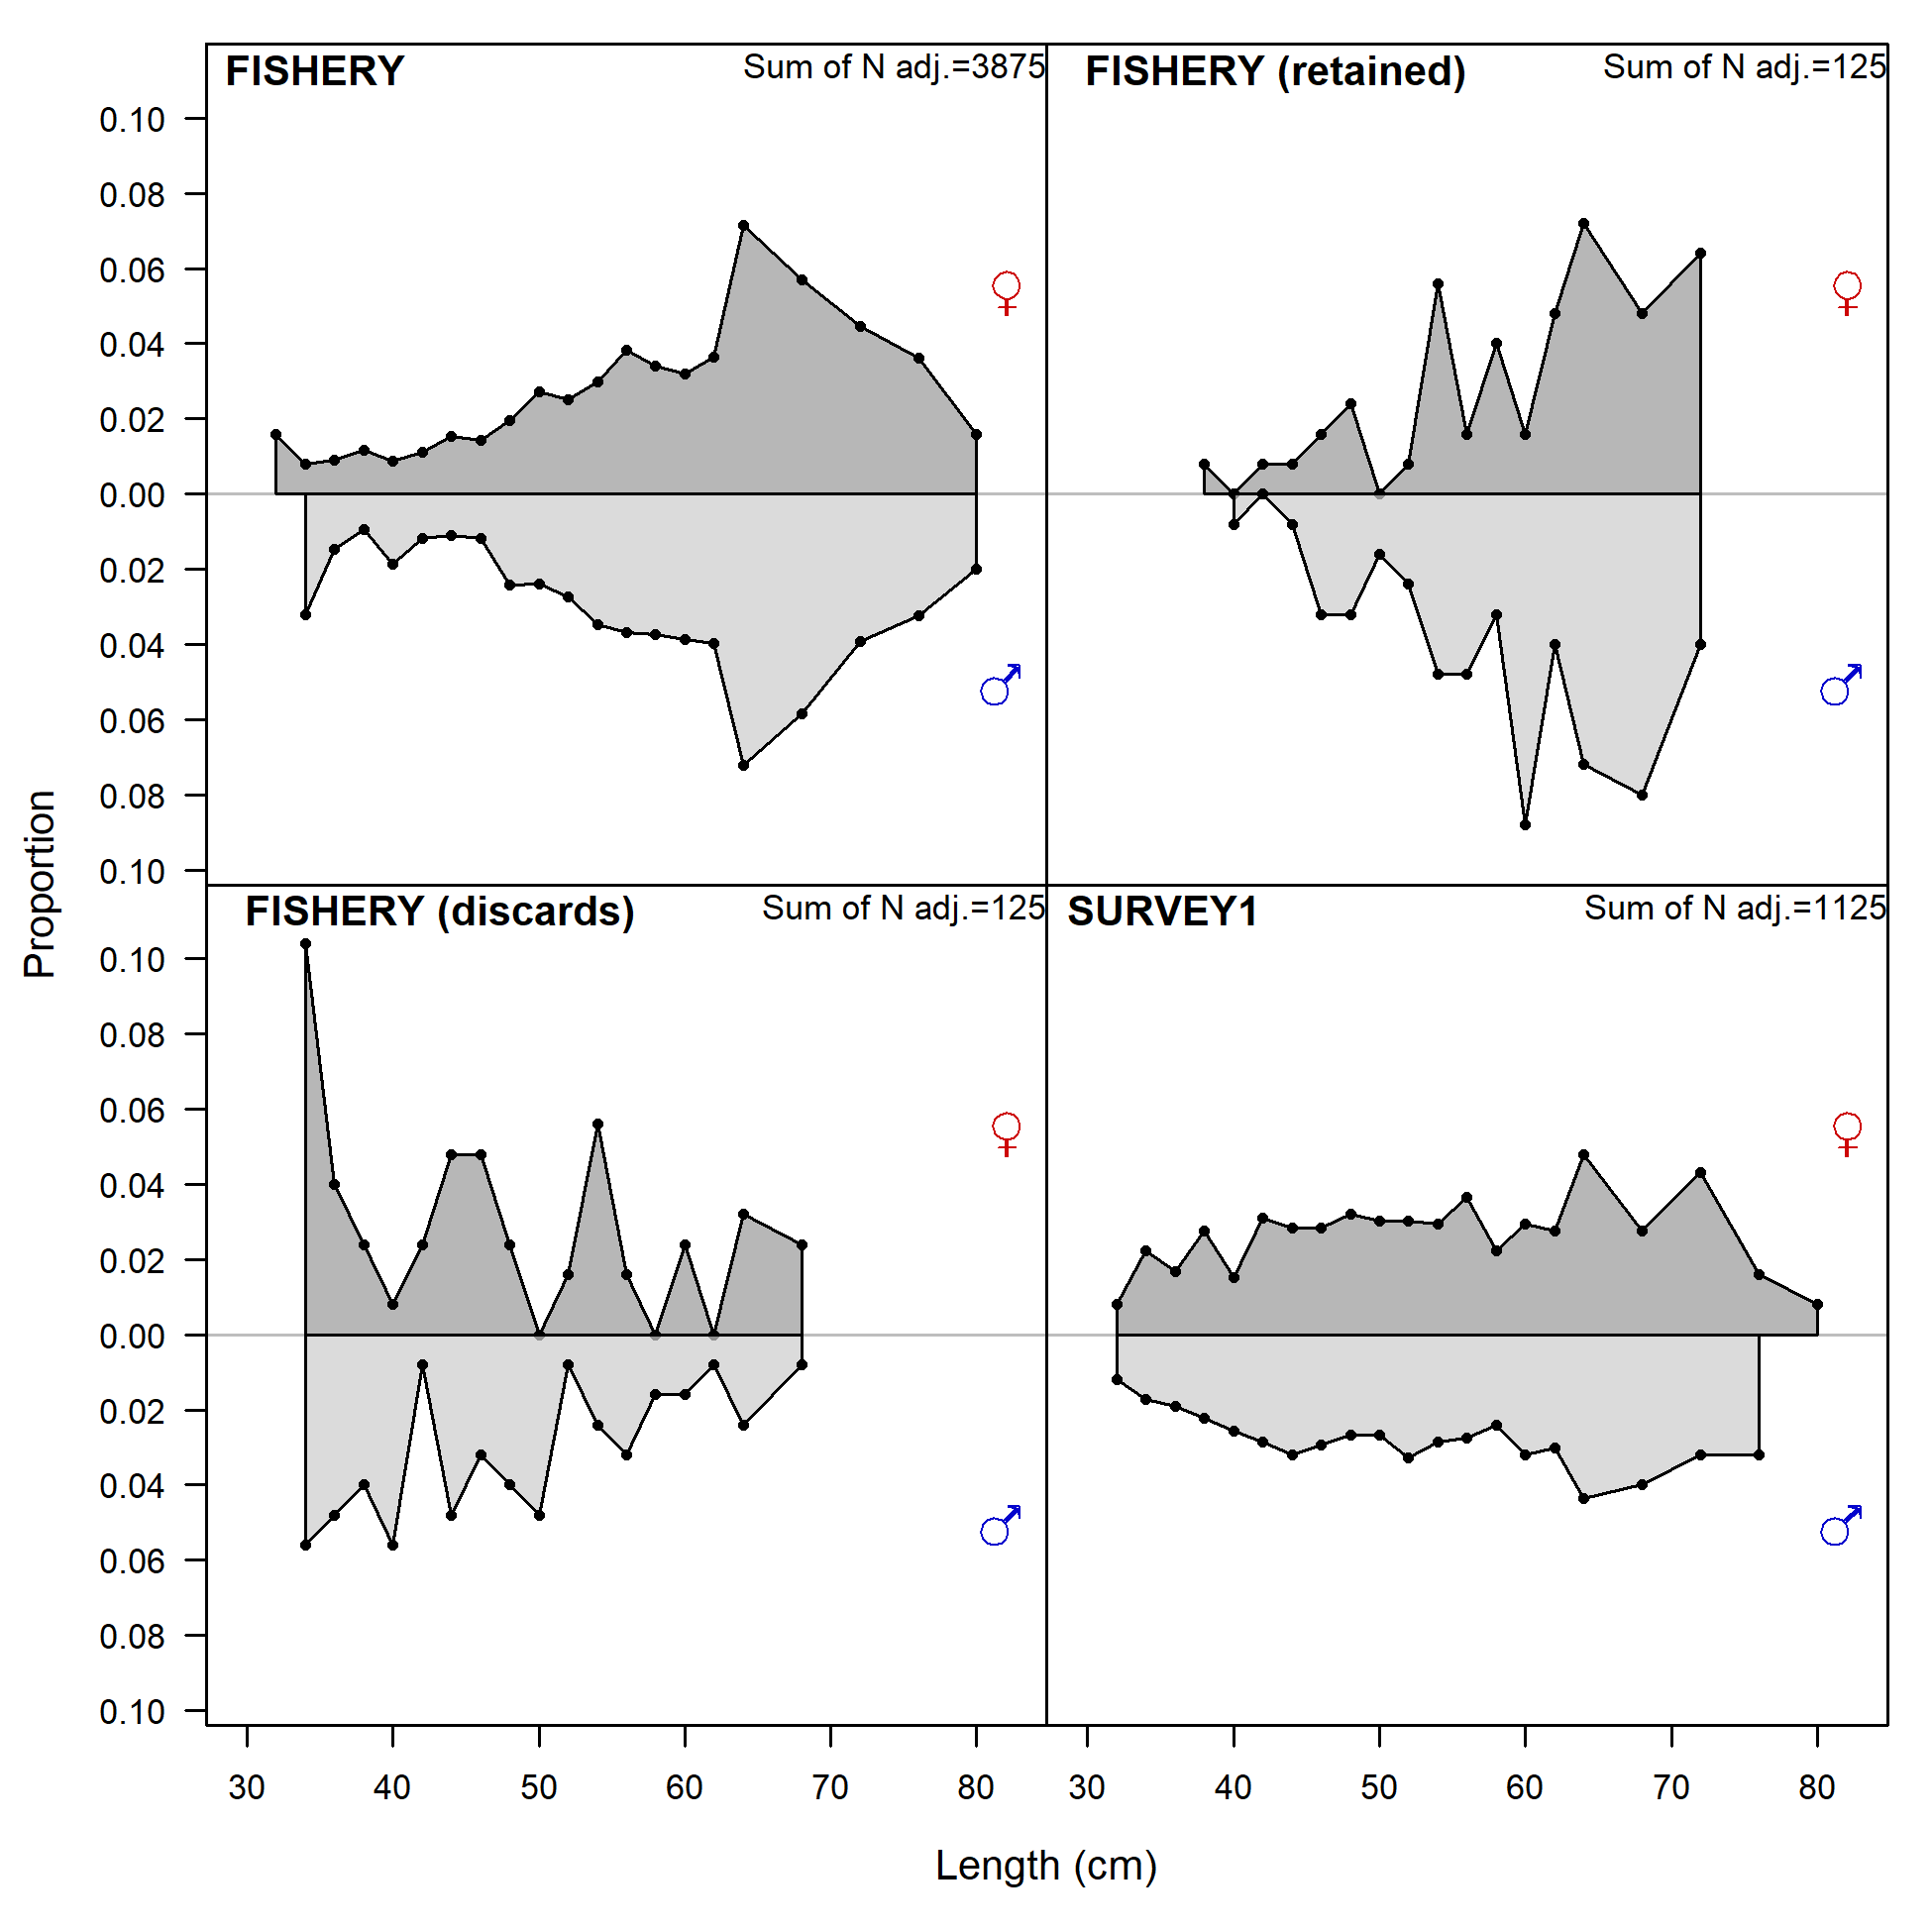 FISHERY
Sum of N adj.=3875
FISHERY (retained)
Sum of N adj.=125
0.10
0.08
0.06
0.04
0.02
0.00
0.02
0.04
0.06
0.08
0.10
♀
♂
♀
♂
Proportion
FISHERY (discards)
Sum of N adj.=125
SURVEY1
Sum of N adj.=1125
0.10
0.08
0.06
0.04
0.02
0.00
0.02
0.04
0.06
0.08
0.10
♀
♂
♀
♂
30 40 50 60 70 80
30 40 50 60 70 80
Length (cm)